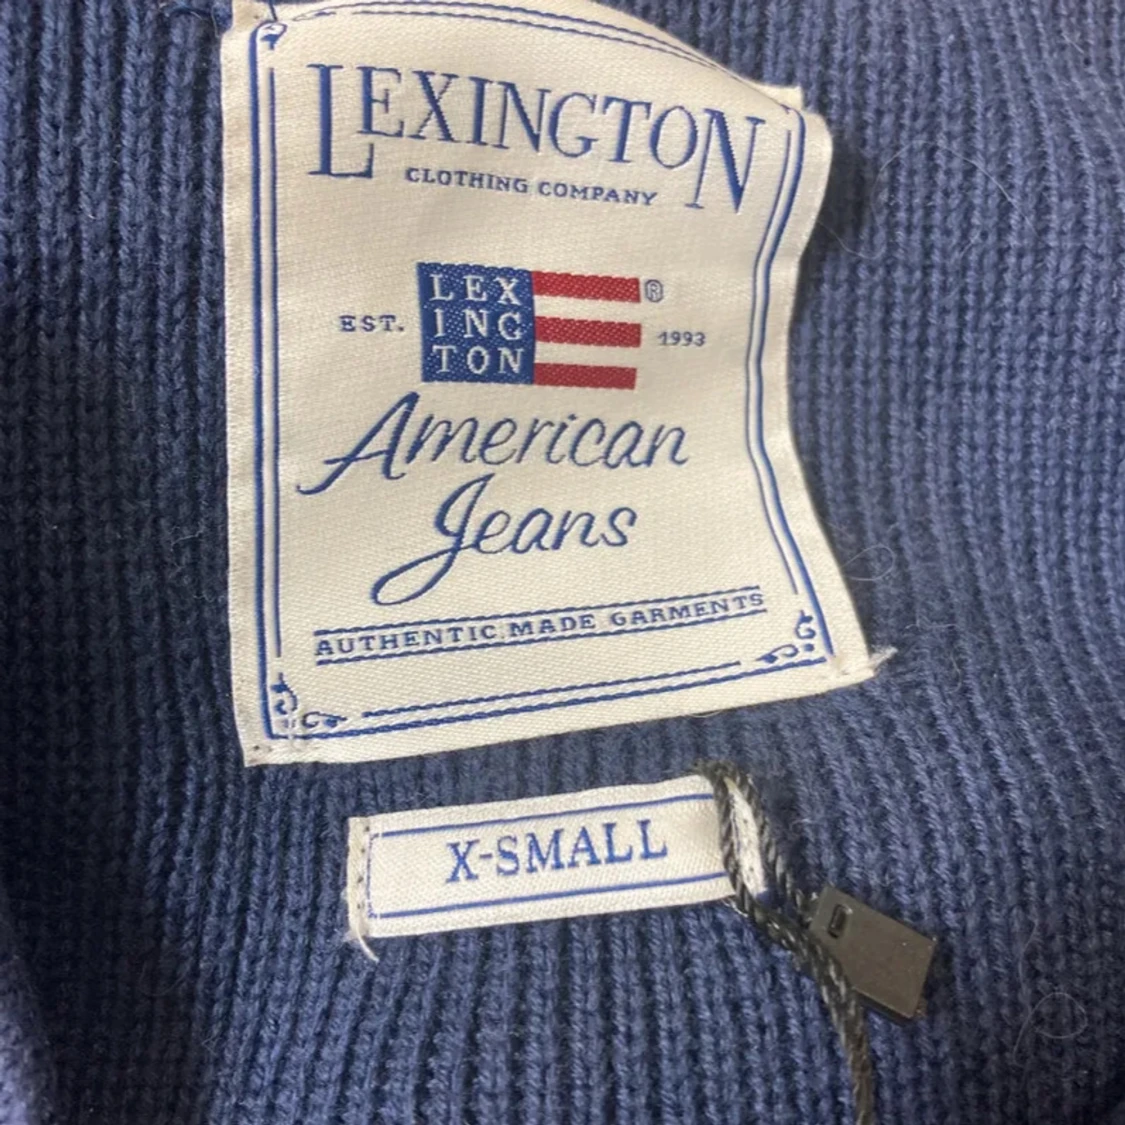 LEXINGTON
CLOTHING COMPANY
LEX
ING
TON
®
EST.
1993
American
Jeans
AUTHENTIC MADE GARMENTS
X-SMALL